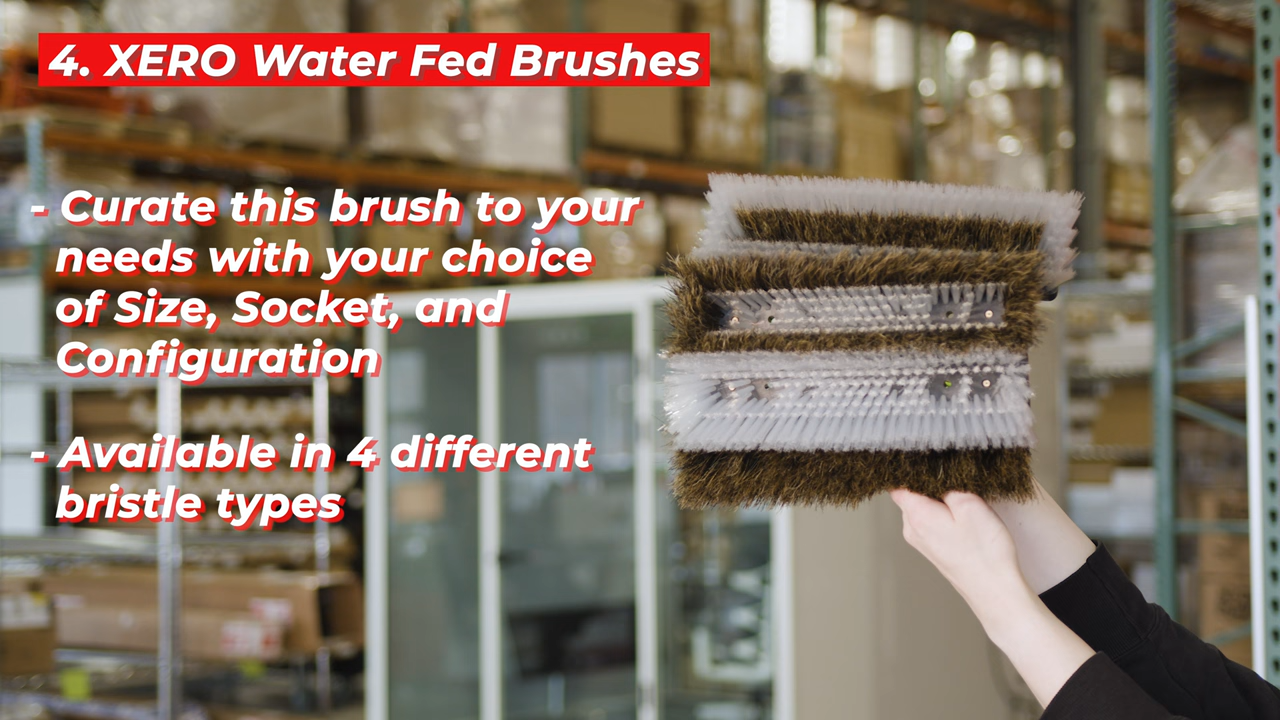 4. XERO Water Fed Brushes
- Curate this brush to your
needs with your choice
of Size, Socket, and
Configuration
- Available in 4 different
bristle types